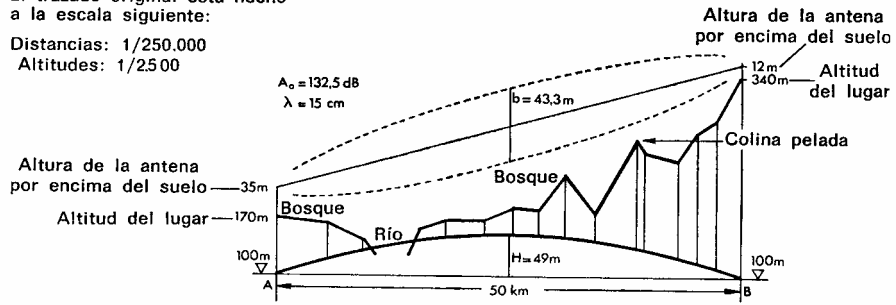 a la escala siguiente:
Distancias: 1/250.000
Altitudes: 1/2500
Altura de la antena
por encima del suelo
12m
340m
Altitud
del lugar
A₀ = 132,5 dB
λ = 15 cm
b = 43,3m
Colina pelada
Altura de la antena
por encima del suelo
35m
Bosque
Altitud del lugar
170m
Bosque
Río
100m
H = 49m
100m
A
50 km
B